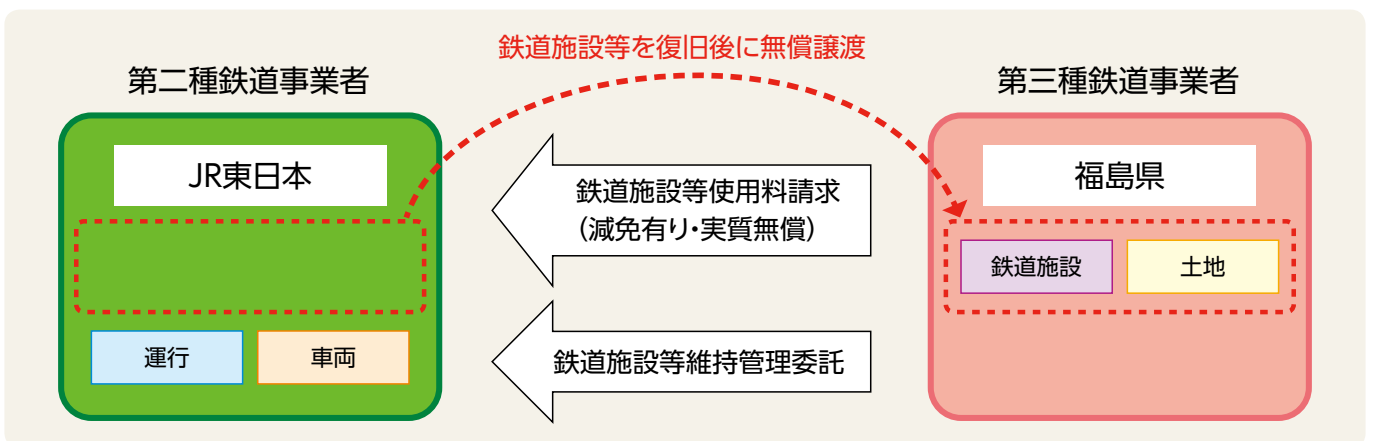 鉄道施設等を復旧後に無償譲渡
第二種鉄道事業者
第三種鉄道事業者
JR東日本
鉄道施設等使用料請求
（減免有り・実質無償）
福島県
鉄道施設
土地
運行
車両
鉄道施設等維持管理委託